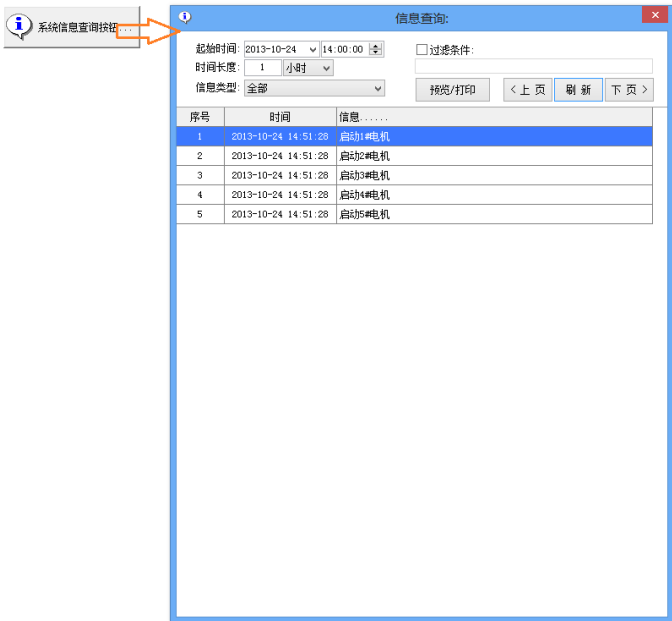 系统信息查询按钮...
信息查询:
起始时间: 2013-10-24 14:00:00 过滤条件:
时间长度: 1 小时
信息类型: 全部 预览/打印 <上 页 刷 新 下 页>
序号 时间 信息......
1 2013-10-24 14:51:28 启动1#电机
2 2013-10-24 14:51:28 启动2#电机
3 2013-10-24 14:51:28 启动3#电机
4 2013-10-24 14:51:28 启动4#电机
5 2013-10-24 14:51:28 启动5#电机